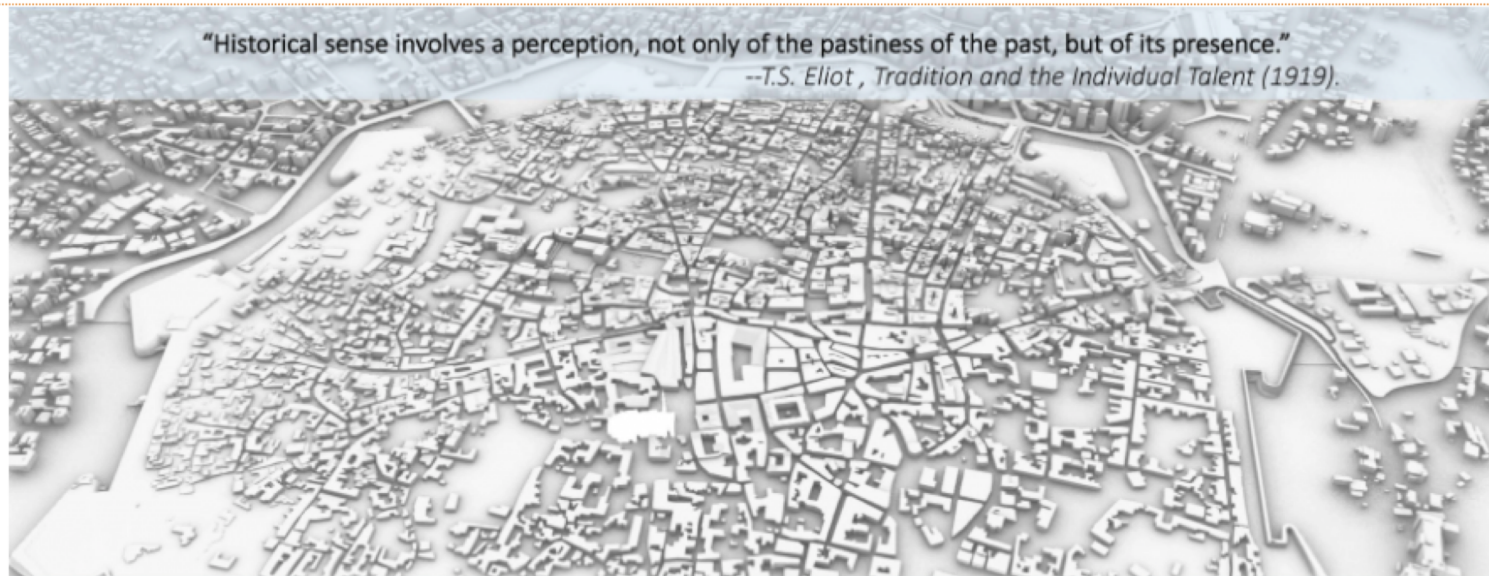 “Historical sense involves a perception, not only of the pastiness of the past, but of its presence.”
--T.S. Eliot , Tradition and the Individual Talent (1919).